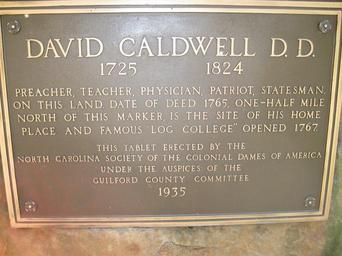 DAVID CALDWELL D. D.
1725 1824
PREACHER, TEACHER, PHYSICIAN, PATRIOT, STATESMAN.
ON THIS LAND DATE OF DEED 1765, ONE-HALF MILE
NORTH OF THIS MARKER, IS THE SITE OF HIS HOME
PLACE AND FAMOUS "LOG COLLEGE" OPENED 1767.
THIS TABLET ERECTED BY THE
NORTH CAROLINA SOCIETY OF THE COLONIAL DAMES OF AMERICA
UNDER THE AUSPICES OF THE
GUILFORD COUNTY COMMITTEE
1935